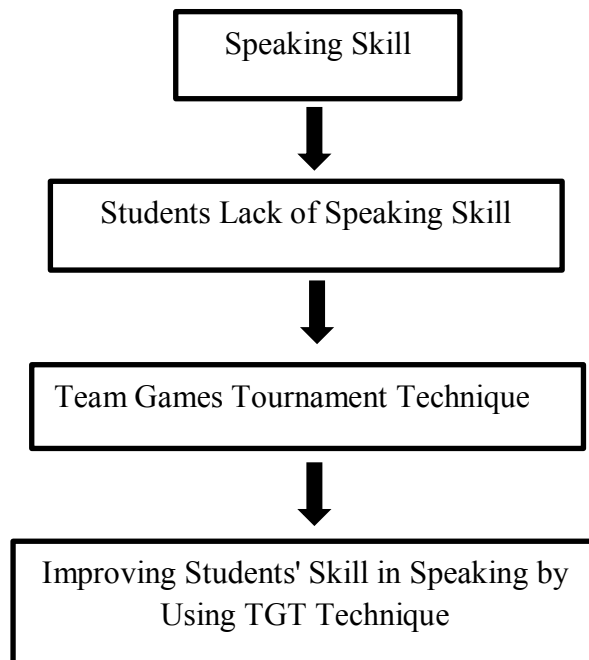 Speaking Skill
Students Lack of Speaking Skill
Team Games Tournament Technique
Improving Students' Skill in Speaking by
Using TGT Technique